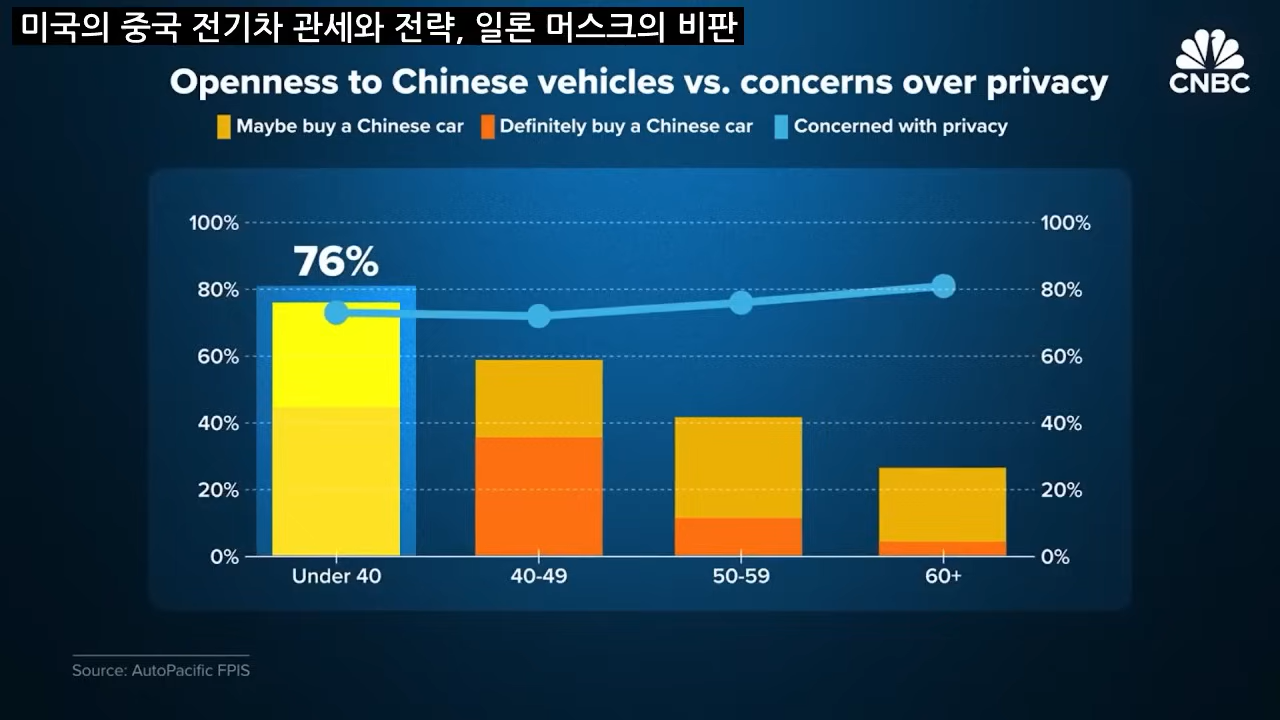 미국의 중국 전기차 관세와 전략, 일론 머스크의 비판
CNBC
Openness to Chinese vehicles vs. concerns over privacy
Maybe buy a Chinese car Definitely buy a Chinese car Concerned with privacy
100% 100%
76%
80% 80%
60% 60%
40% 40%
20% 20%
0% 0%
Under 40 40-49 50-59 60+
Source: AutoPacific FPIS